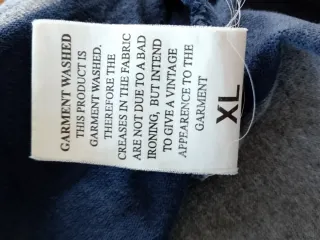 GARMENT WASHED
THIS PRODUCT IS
GARMENT WASHED,
THEREFORE THE
CREASES IN THE FABRIC
ARE NOT DUE TO A BAD
IRONING, BUT INTEND
TO GIVE A VINTAGE
APPEARENCE TO THE
GARMENT
XL